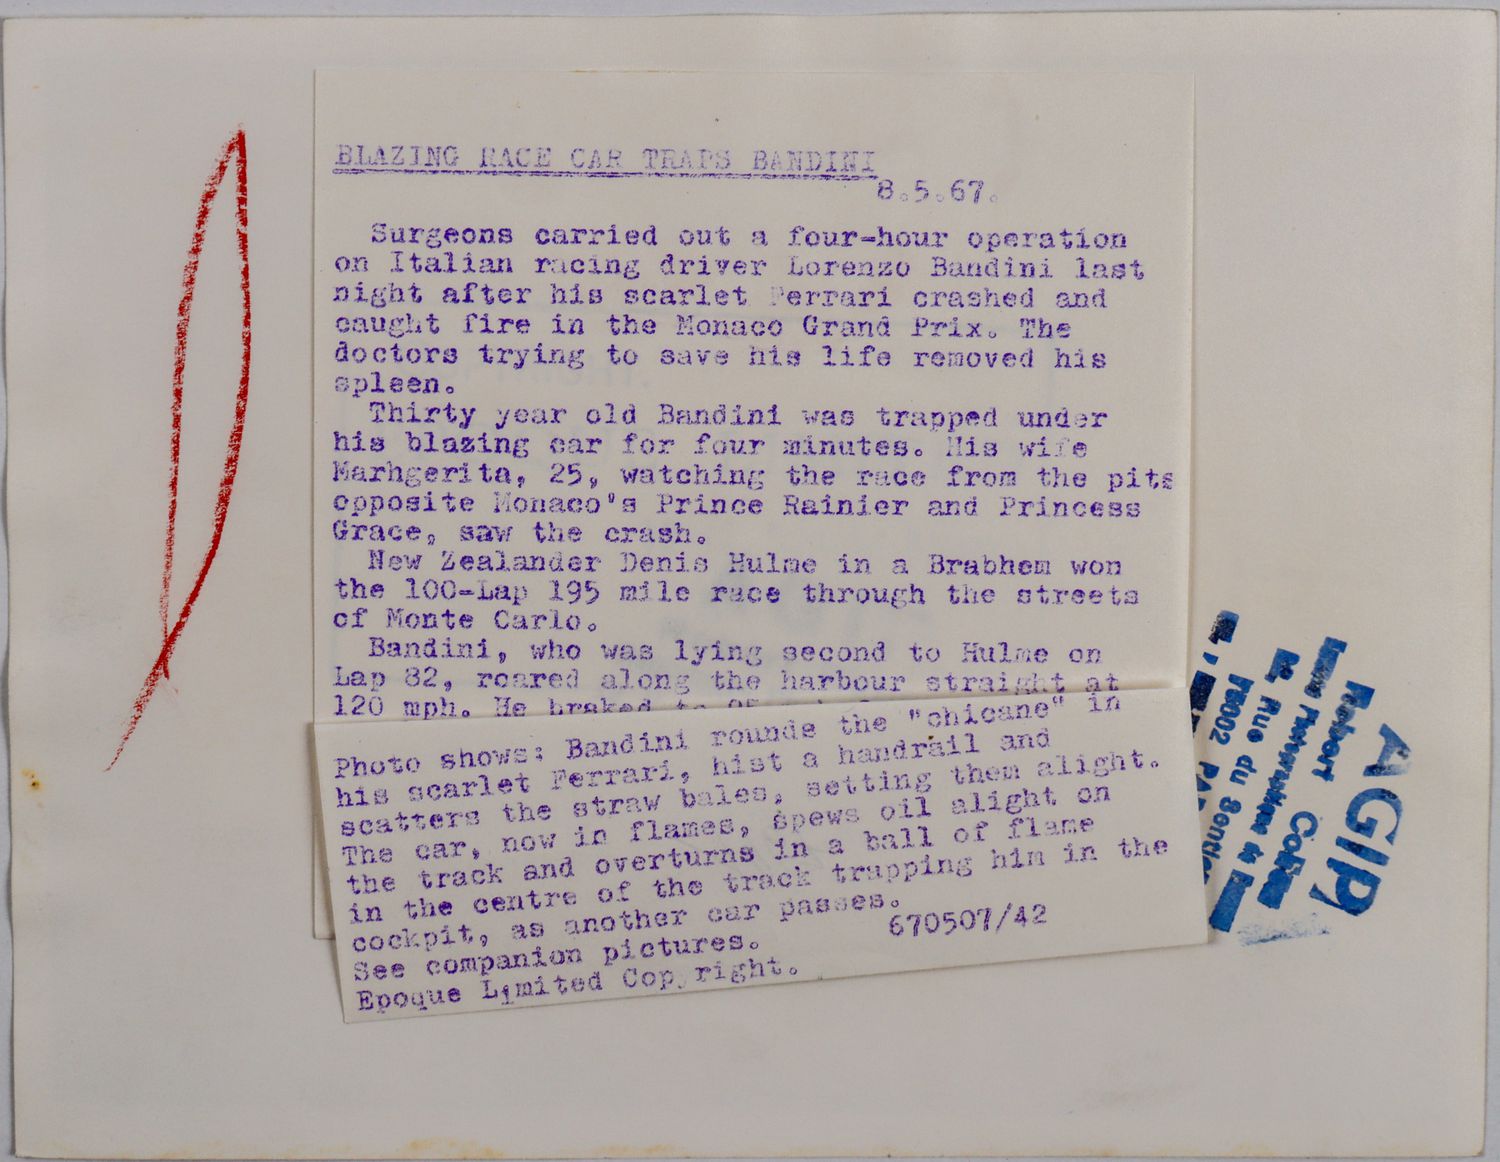 BLAZING RACE CAR TRAPS BANDINI
8.5.67.
Surgeons carried out a four-hour operation
on Italian racing driver Lorenzo Bandini last
night after his scarlet Ferrari crashed and
caught fire in the Monaco Grand Prix. The
doctors trying to save his life removed his
spleen.
Thirty year old Bandini was trapped under
his blazing car for four minutes. His wife
Marhgerita, 25, watching the race from the pits
opposite Monaco's Prince Rainier and Princess
Grace, saw the crash.
New Zealander Denis Hulme in a Brabhem won
the 100-Lap 195 mile race through the streets
of Monte Carlo.
Bandini, who was lying second to Hulme on
Lap 82, roared along the harbour straight at
120 mph. He braked to
Photo shows: Bandini rounds the "chicane" in
his scarlet Ferrari, hist a handrail and
scatters the straw bales, setting them alight.
The car, now in flames, spews oil alight on
the track and overturns in a ball of flame
in the centre of the track trapping him in the
cockpit, as another car passes.
See companion pictures. 670507/42
Epoque Limited Copyright.
AGIP
Robert Cohen
Rue du Sentier
75002